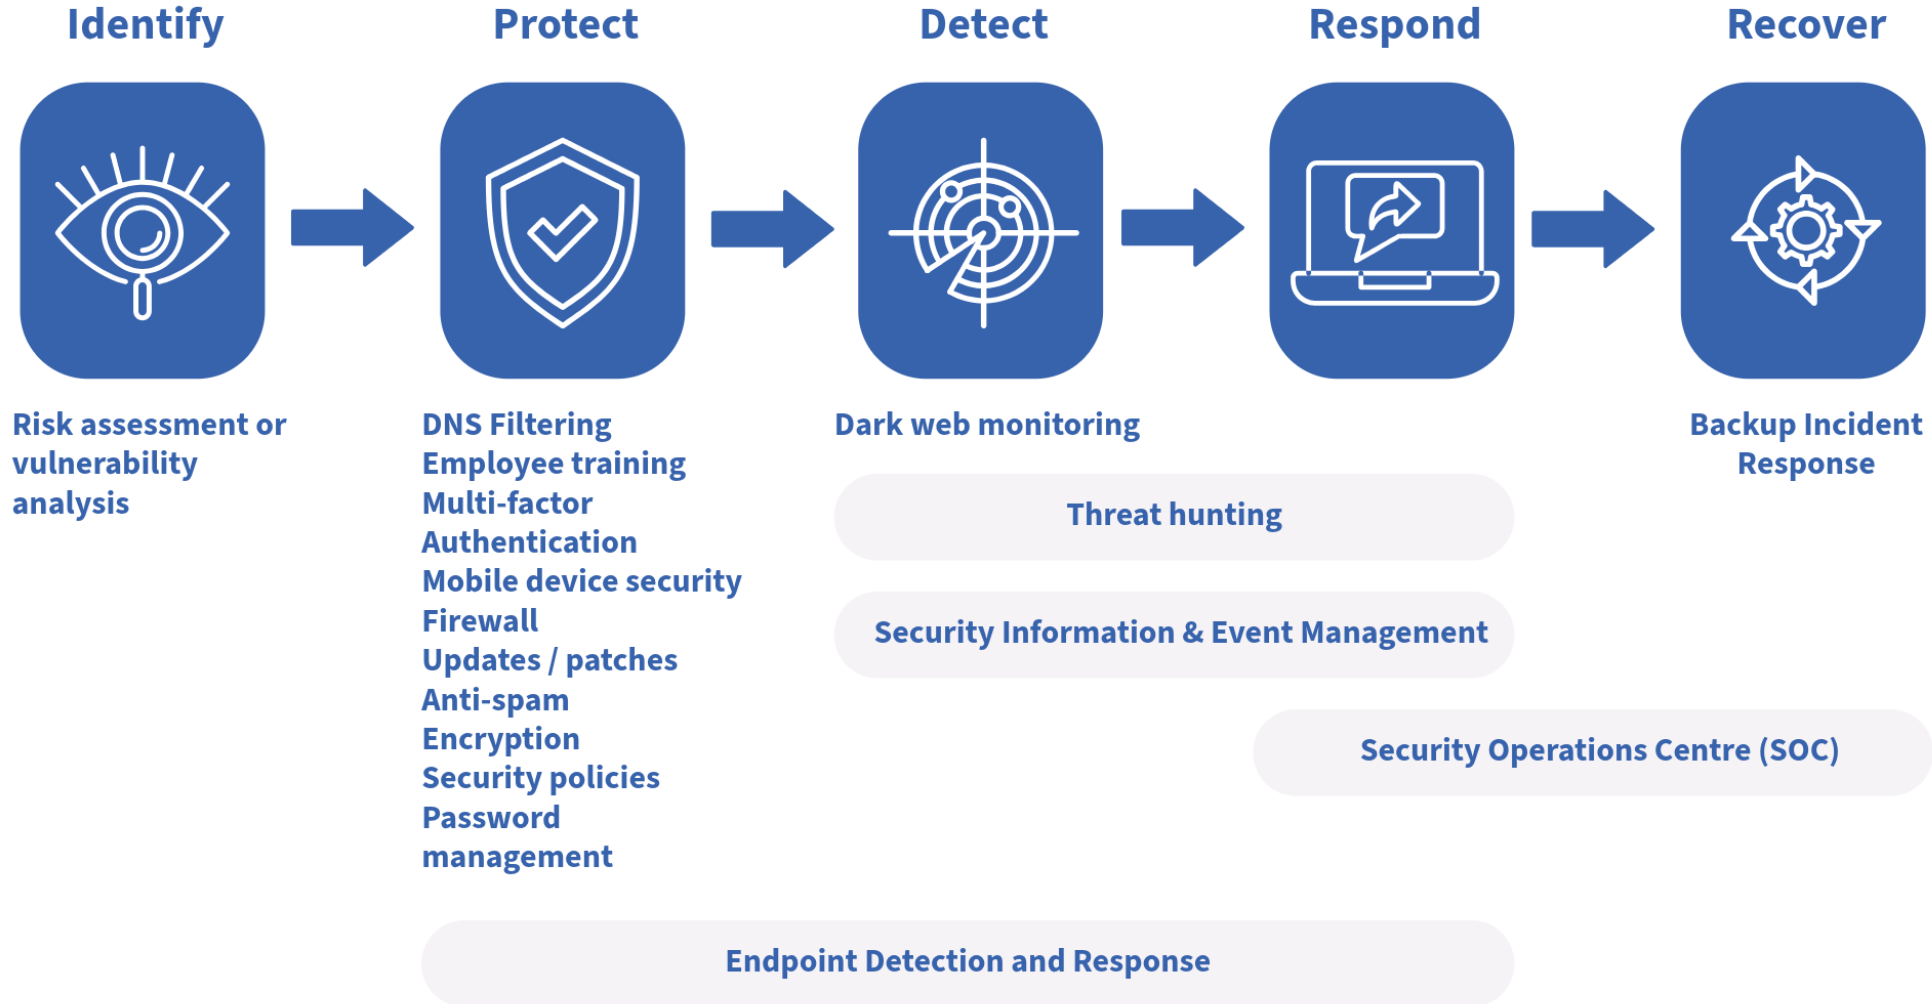 Identify
Protect
Detect
Respond
Recover
Risk assessment or
vulnerability
analysis
DNS Filtering
Employee training
Multi-factor
Authentication
Mobile device security
Firewall
Updates / patches
Anti-spam
Encryption
Security policies
Password
management
Dark web monitoring
Backup Incident
Response
Threat hunting
Security Information & Event Management
Security Operations Centre (SOC)
Endpoint Detection and Response